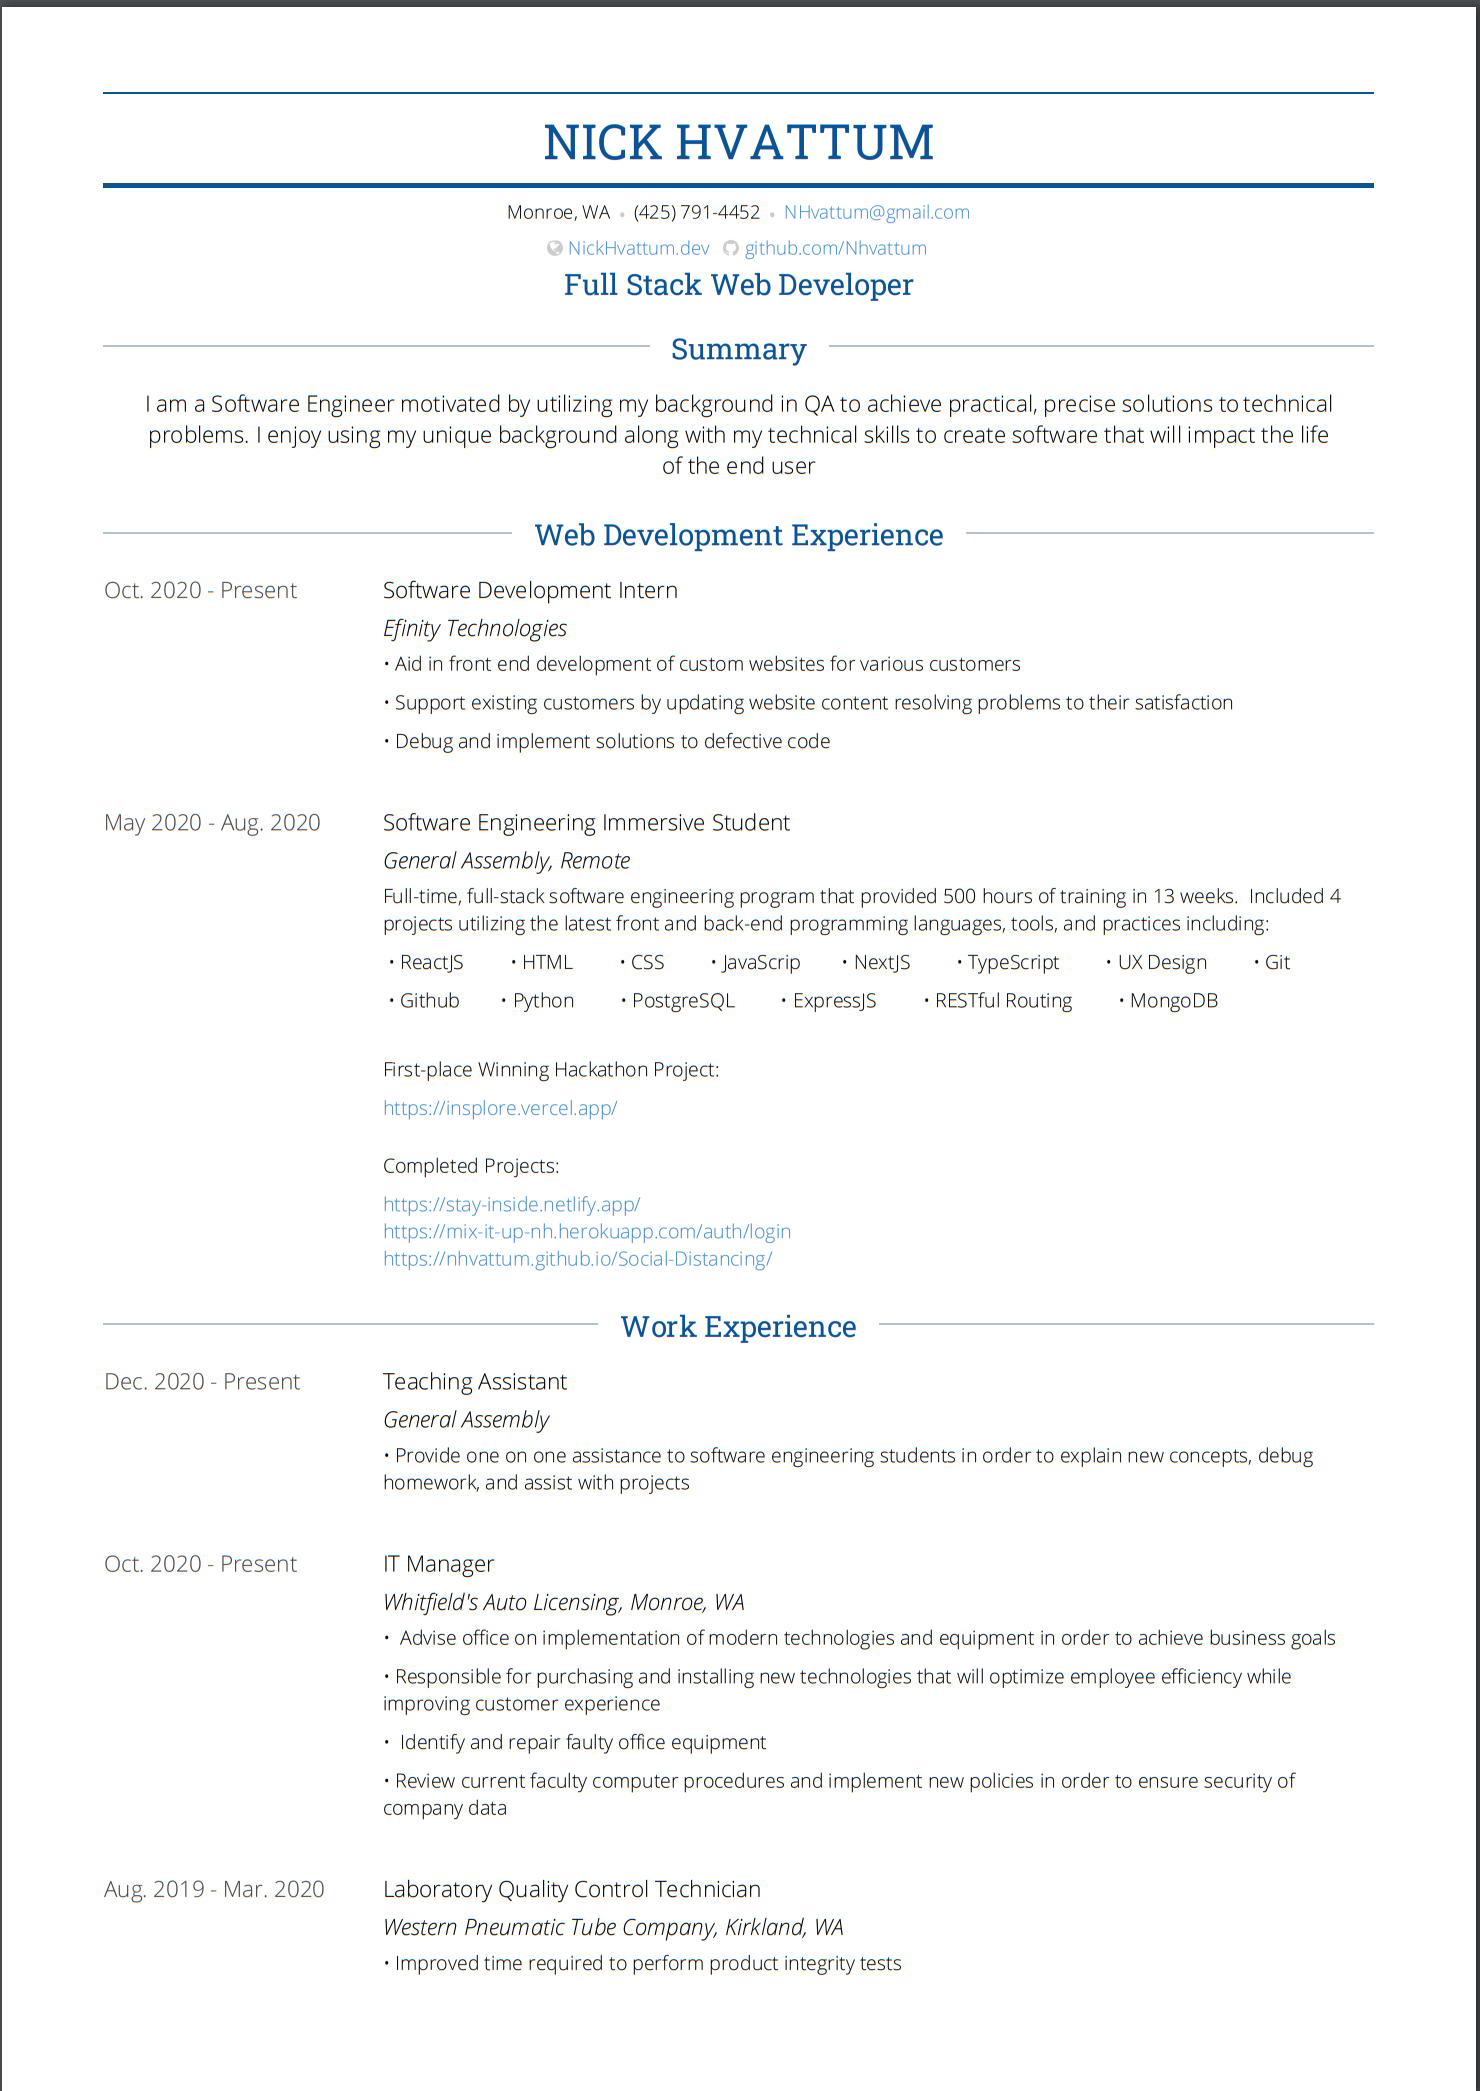 NICK HVATTUM
Monroe, WA • (425) 791-4452 • NHvattum@gmail.com
NickHvattum.dev github.com/Nhvattum
Full Stack Web Developer
Summary
I am a Software Engineer motivated by utilizing my background in QA to achieve practical, precise solutions to technical
problems. I enjoy using my unique background along with my technical skills to create software that will impact the life
of the end user
Web Development Experience
Oct. 2020 - Present Software Development Intern
Efinity Technologies
• Aid in front end development of custom websites for various customers
• Support existing customers by updating website content resolving problems to their satisfaction
• Debug and implement solutions to defective code
May 2020 - Aug. 2020 Software Engineering Immersive Student
General Assembly, Remote
Full-time, full-stack software engineering program that provided 500 hours of training in 13 weeks.  Included 4
projects utilizing the latest front and back-end programming languages, tools, and practices including:
• ReactJS • HTML • CSS • JavaScrip • NextJS • TypeScript • UX Design • Git
• Github • Python • PostgreSQL • ExpressJS • RESTful Routing • MongoDB
First-place Winning Hackathon Project:
https://insplore.vercel.app/
Completed Projects:
https://stay-inside.netlify.app/
https://mix-it-up-nh.herokuapp.com/auth/login
https://nhvattum.github.io/Social-Distancing/
Work Experience
Dec. 2020 - Present Teaching Assistant
General Assembly
• Provide one on one assistance to software engineering students in order to explain new concepts, debug
homework, and assist with projects
Oct. 2020 - Present IT Manager
Whitfield's Auto Licensing, Monroe, WA
•  Advise office on implementation of modern technologies and equipment in order to achieve business goals
• Responsible for purchasing and installing new technologies that will optimize employee efficiency while
improving customer experience
•  Identify and repair faulty office equipment
• Review current faculty computer procedures and implement new policies in order to ensure security of
company data
Aug. 2019 - Mar. 2020 Laboratory Quality Control Technician
Western Pneumatic Tube Company, Kirkland, WA
• Improved time required to perform product integrity tests